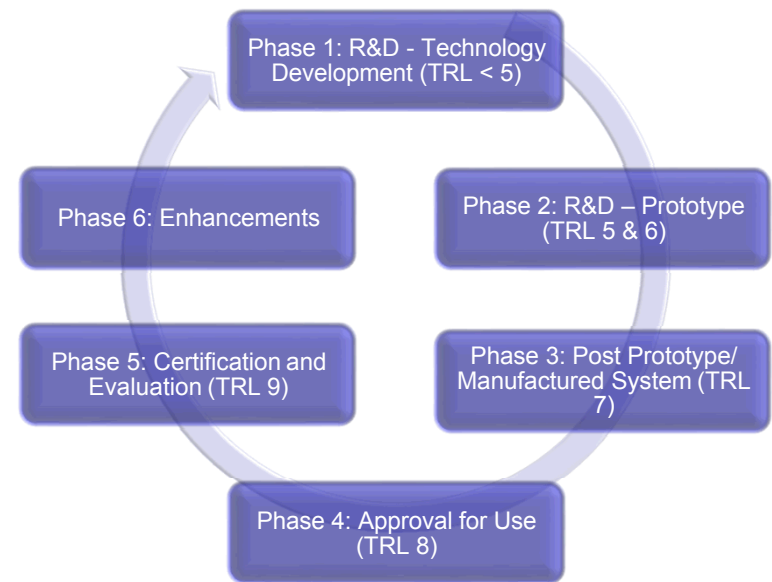 Phase 1: R&D - Technology
Development (TRL < 5)
Phase 2: R&D – Prototype
(TRL 5 & 6)
Phase 3: Post Prototype/
Manufactured System (TRL
7)
Phase 4: Approval for Use
(TRL 8)
Phase 5: Certification and
Evaluation (TRL 9)
Phase 6: Enhancements